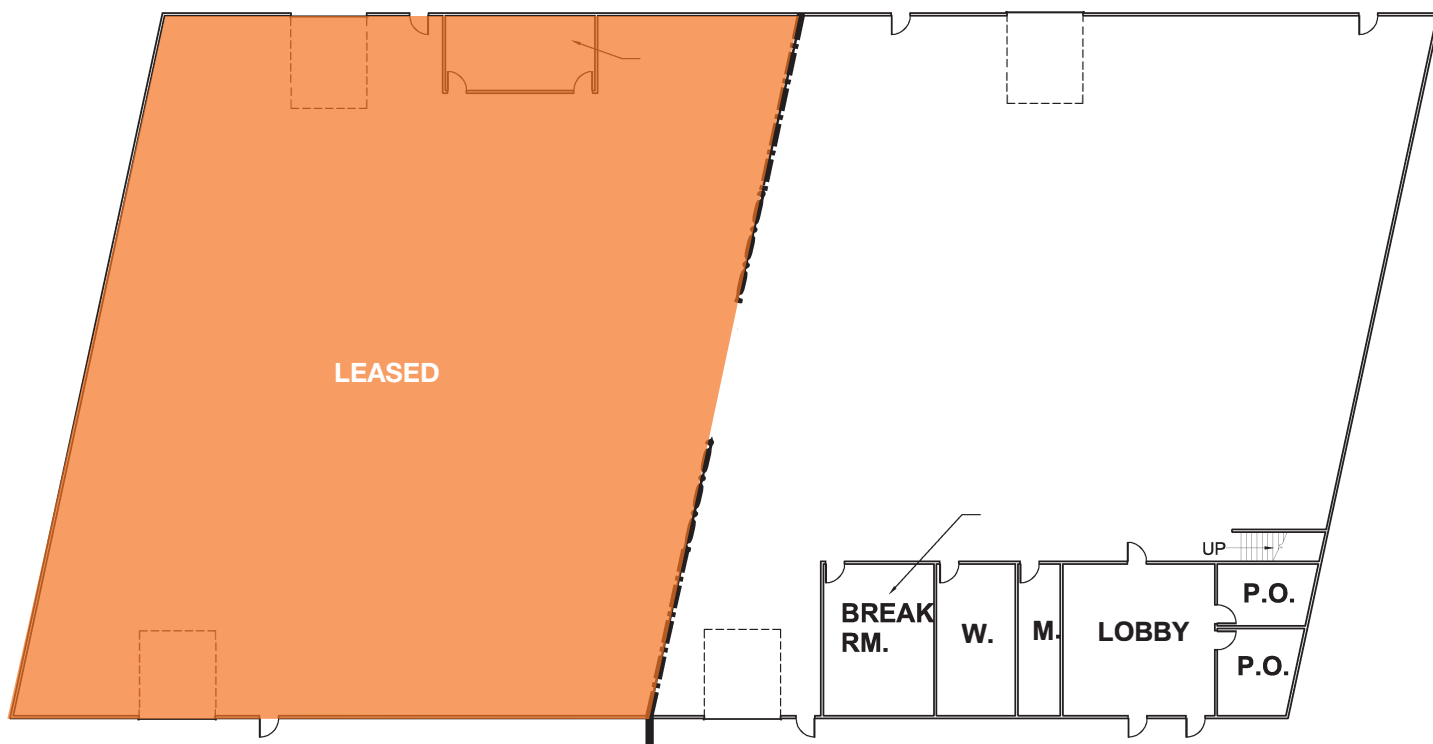 LEASED
UP
P.O.
BREAK
RM.
W.
M.
LOBBY
P.O.